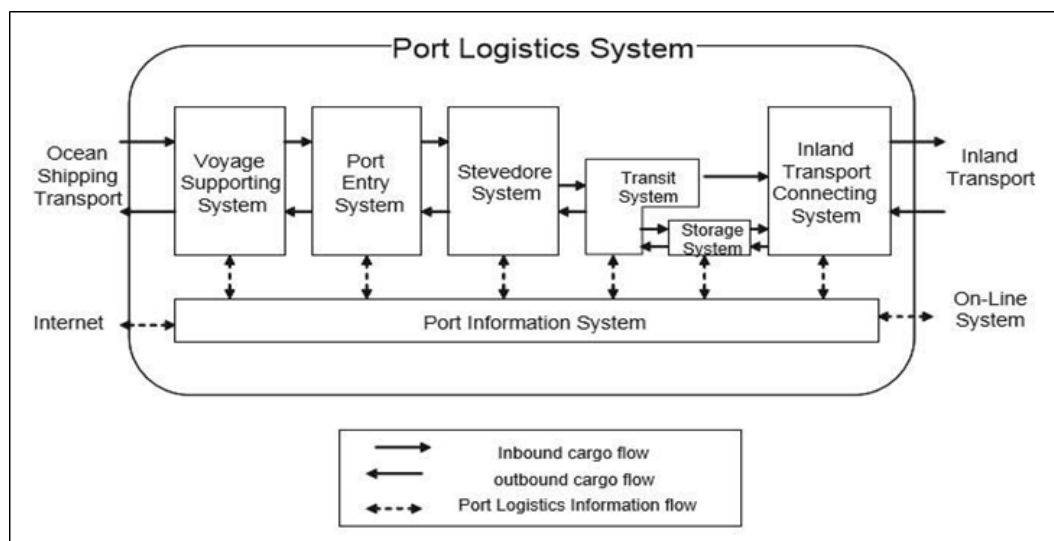 Port Logistics System
Ocean
Shipping
Transport
Voyage
Supporting
System
Port
Entry
System
Stevedore
System
Transit
System
Storage
System
Inland
Transport
Connecting
System
Inland
Transport
Internet
Port Information System
On-Line
System
Inbound cargo flow
outbound cargo flow
Port Logistics Information flow